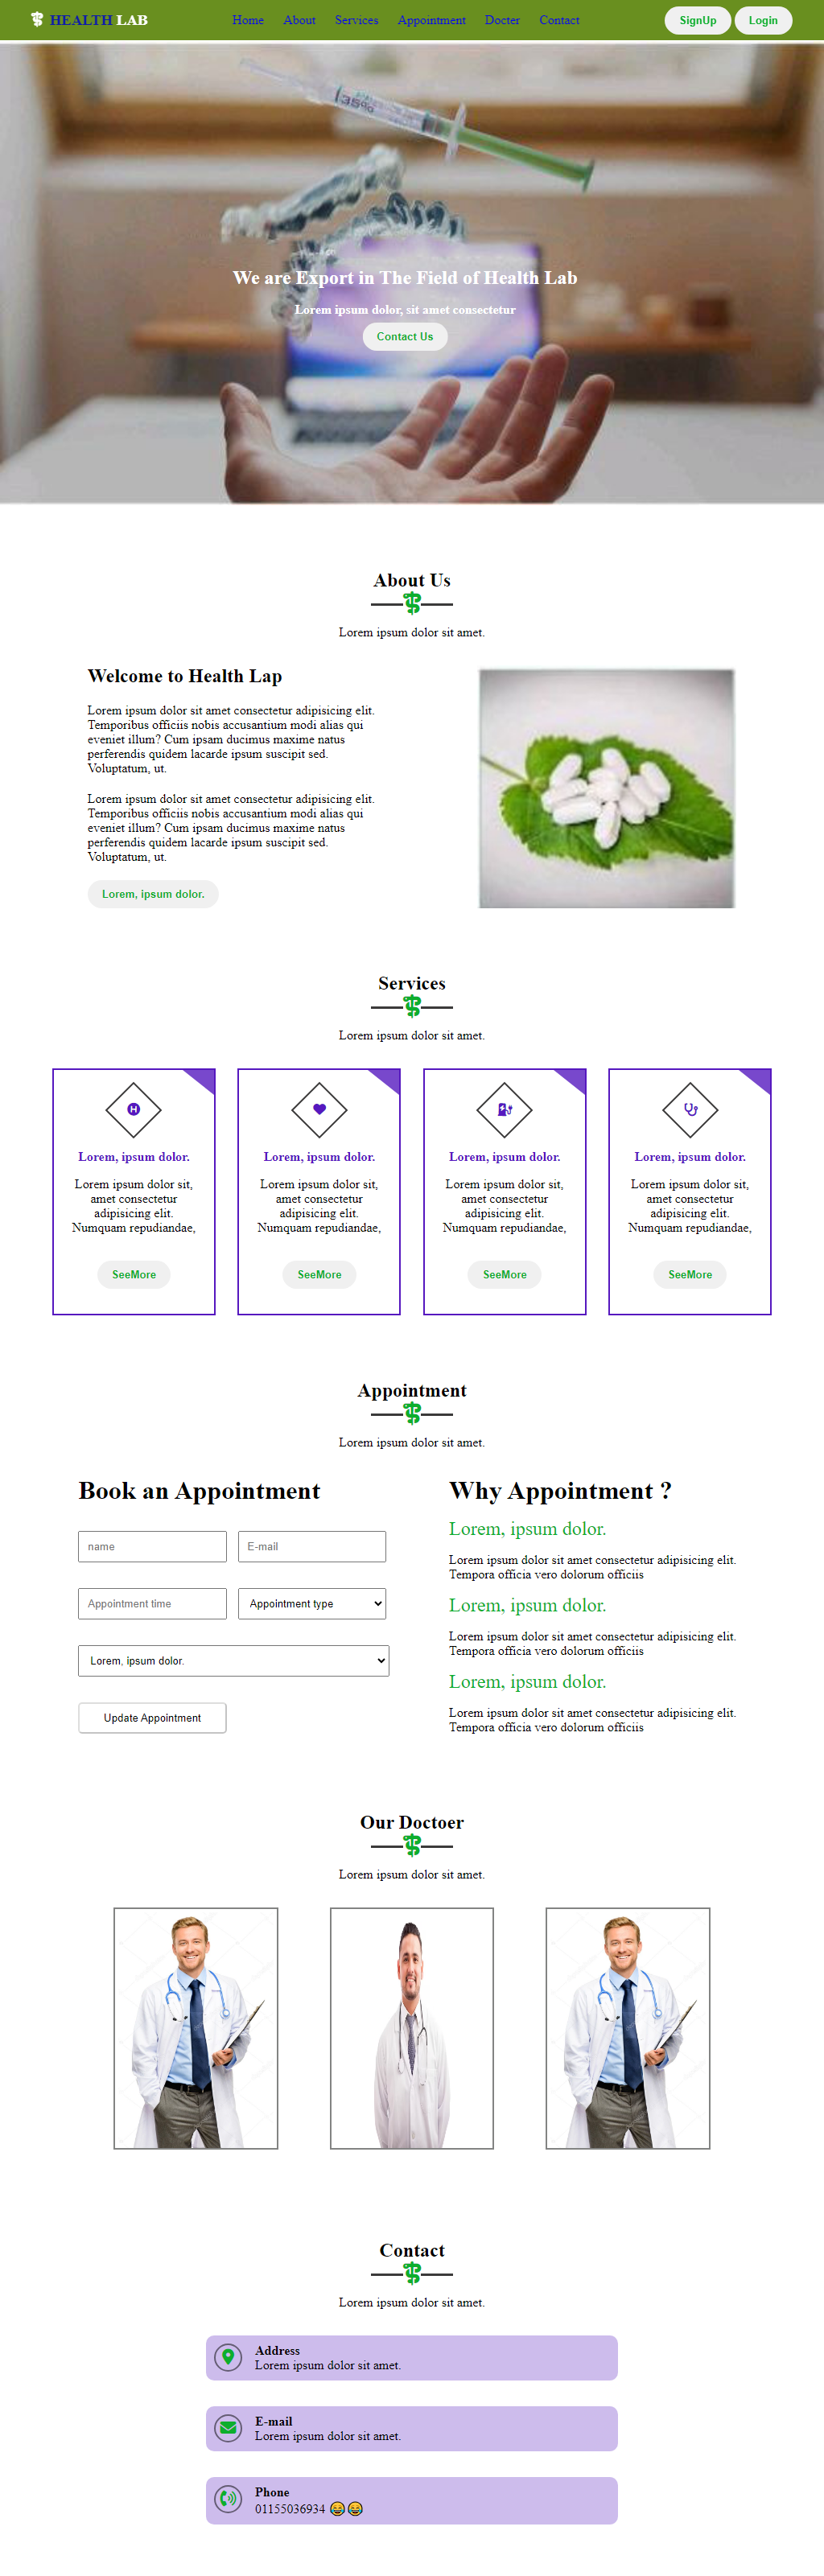 HEALTH LAB
Home About Services Appointment Docter Contact
SignUp Login
35%
We are Export in The Field of Health Lab
Lorem ipsum dolor, sit amet consectetur
Contact Us
About Us
Lorem ipsum dolor sit amet.
Welcome to Health Lap
Lorem ipsum dolor sit amet consectetur adipisicing elit.
Temporibus officiis nobis accusantium modi alias qui
eveniet illum? Cum ipsam ducimus maxime natus
perferendis quidem lacarde ipsum suscipit sed.
Voluptatum, ut.
Lorem ipsum dolor sit amet consectetur adipisicing elit.
Temporibus officiis nobis accusantium modi alias qui
eveniet illum? Cum ipsam ducimus maxime natus
perferendis quidem lacarde ipsum suscipit sed.
Voluptatum, ut.
Lorem, ipsum dolor.
Services
Lorem ipsum dolor sit amet.
H
Lorem, ipsum dolor.
Lorem ipsum dolor sit,
amet consectetur
adipisicing elit.
Numquam repudiandae,
SeeMore
Lorem, ipsum dolor.
Lorem ipsum dolor sit,
amet consectetur
adipisicing elit.
Numquam repudiandae,
SeeMore
Lorem, ipsum dolor.
Lorem ipsum dolor sit,
amet consectetur
adipisicing elit.
Numquam repudiandae,
SeeMore
Lorem, ipsum dolor.
Lorem ipsum dolor sit,
amet consectetur
adipisicing elit.
Numquam repudiandae,
SeeMore
Appointment
Lorem ipsum dolor sit amet.
Book an Appointment
name
E-mail
Appointment time
Appointment type
Lorem, ipsum dolor.
Update Appointment
Why Appointment ?
Lorem, ipsum dolor.
Lorem ipsum dolor sit amet consectetur adipisicing elit.
Tempora officia vero dolorum officiis
Lorem, ipsum dolor.
Lorem ipsum dolor sit amet consectetur adipisicing elit.
Tempora officia vero dolorum officiis
Lorem, ipsum dolor.
Lorem ipsum dolor sit amet consectetur adipisicing elit.
Tempora officia vero dolorum officiis
Our Doctoer
Lorem ipsum dolor sit amet.
Contact
Lorem ipsum dolor sit amet.
Address
Lorem ipsum dolor sit amet.
E-mail
Lorem ipsum dolor sit amet.
Phone
01155036934 😂😂